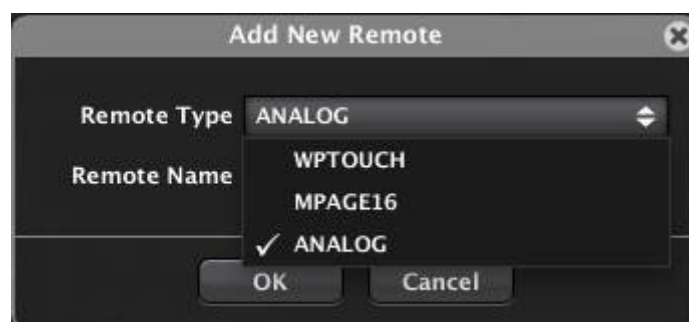 Add New Remote
Remote Type ANALOG
WPTOUCH
Remote Name
MPAGE16
✓ ANALOG
OK Cancel